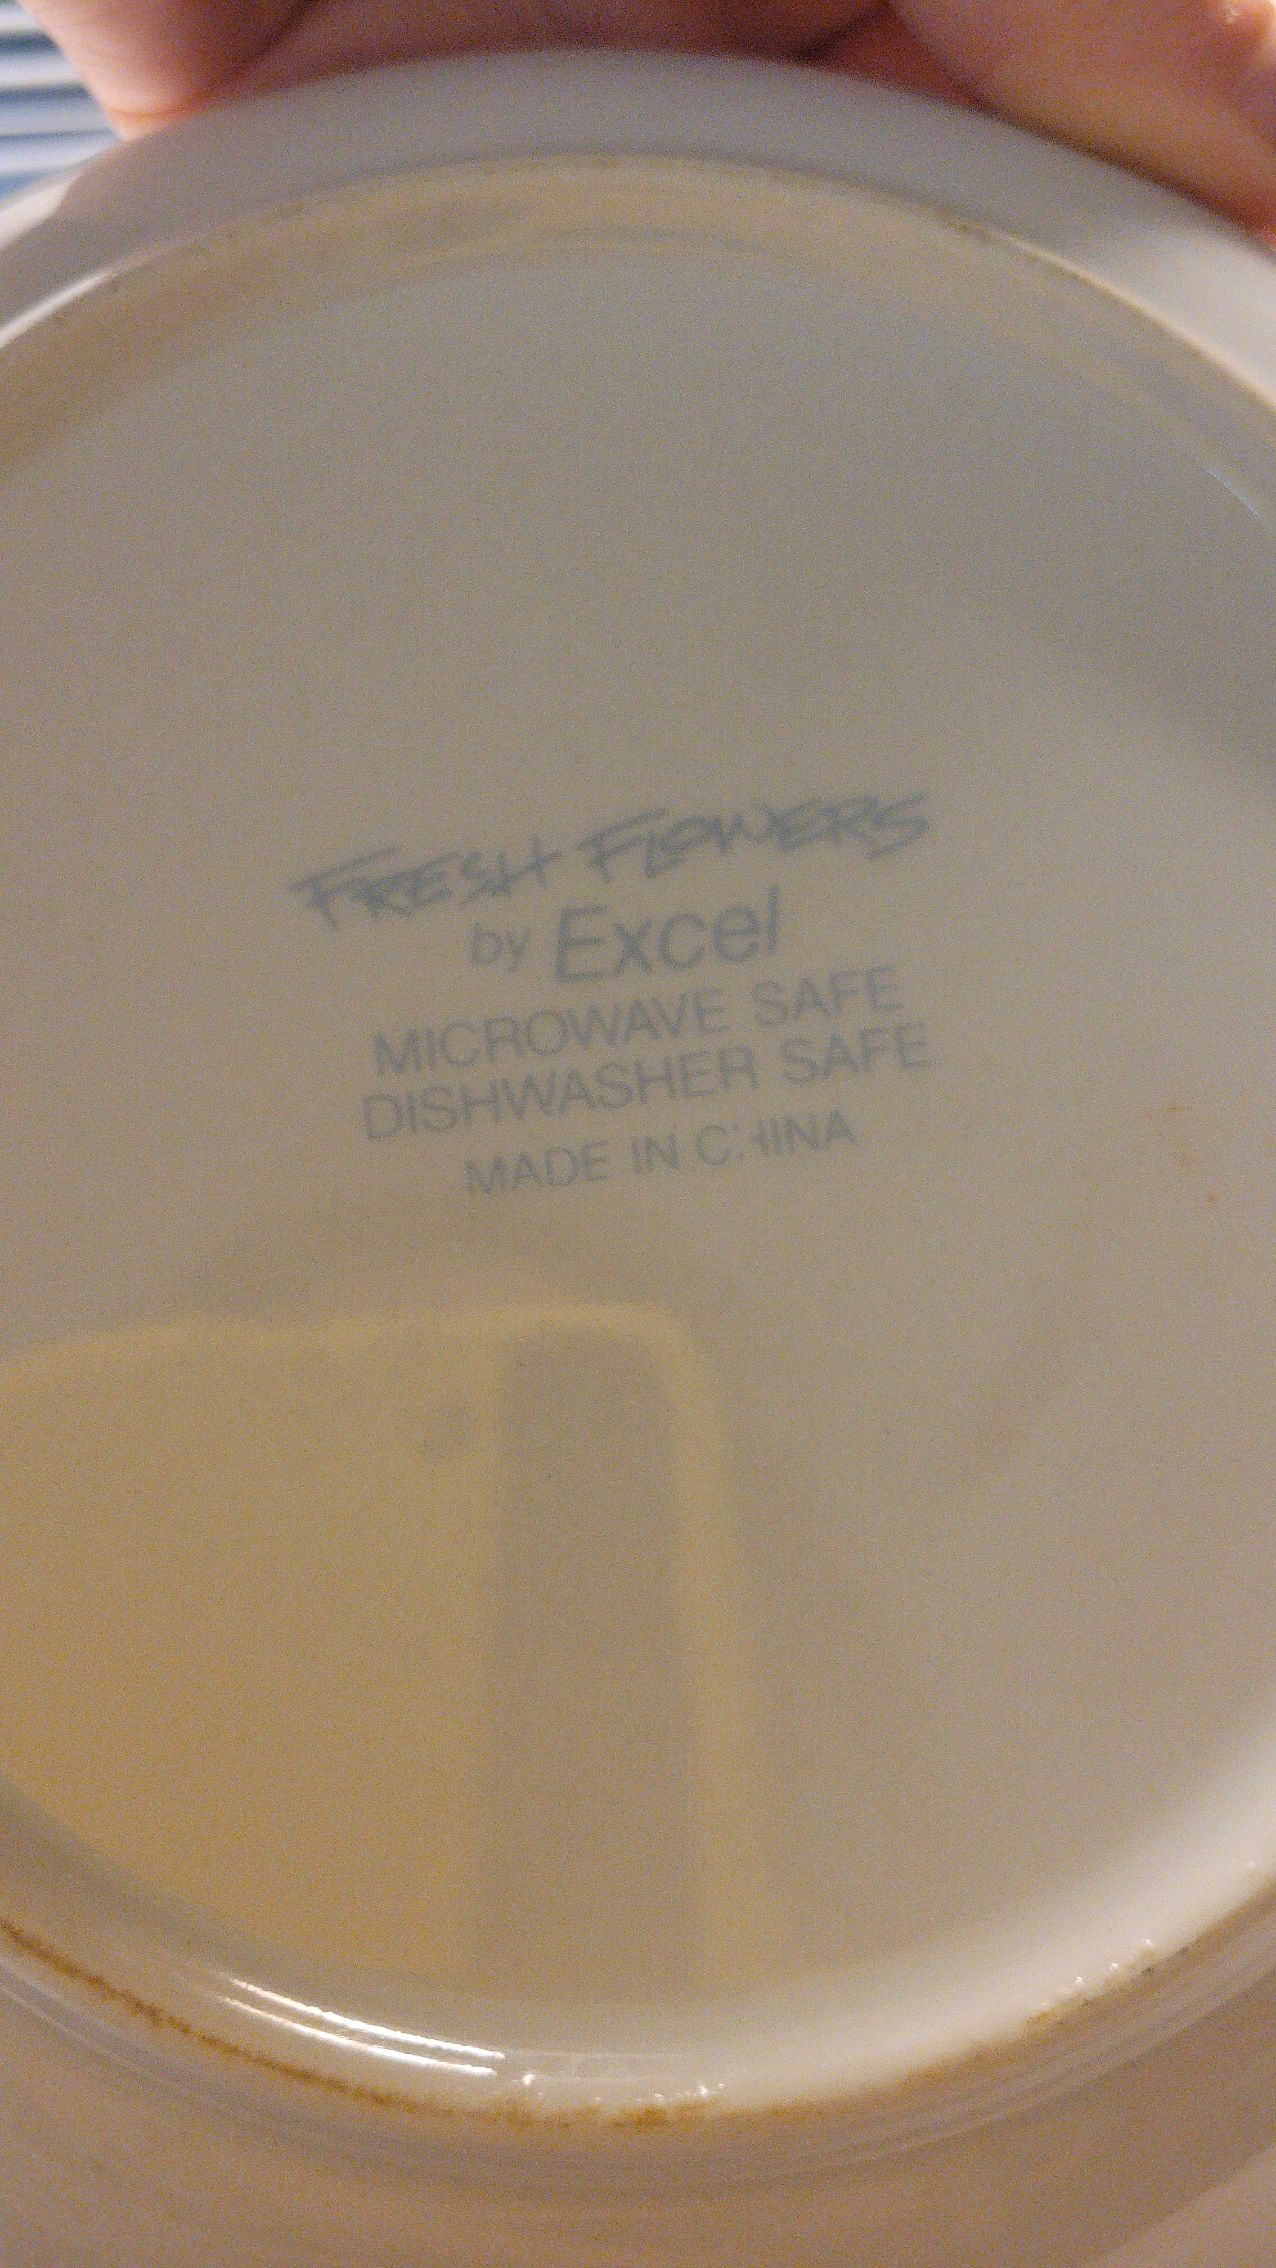 FRESH FLOWERS
by Excel
MICROWAVE SAFE
DISHWASHER SAFE
MADE IN CHINA